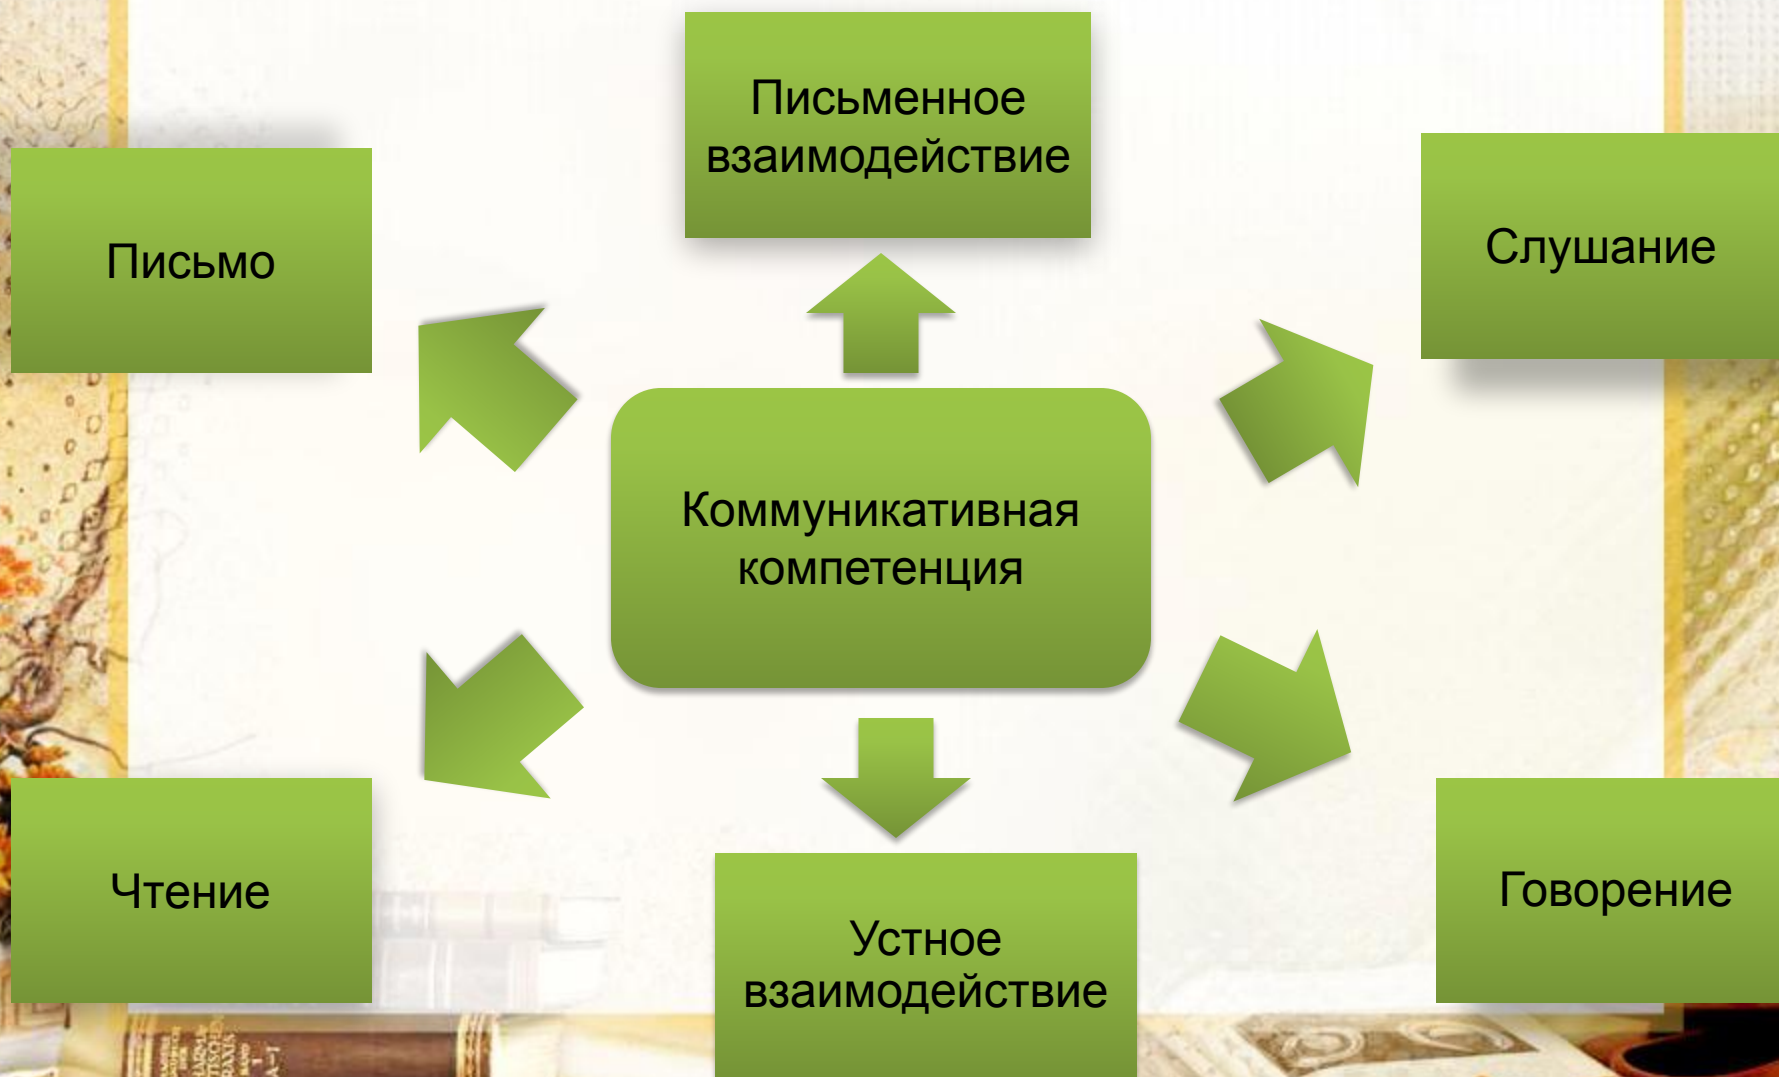 Письменное
взаимодействие
Письмо
Слушание
Коммуникативная
компетенция
Чтение
Говорение
Устное
взаимодействие